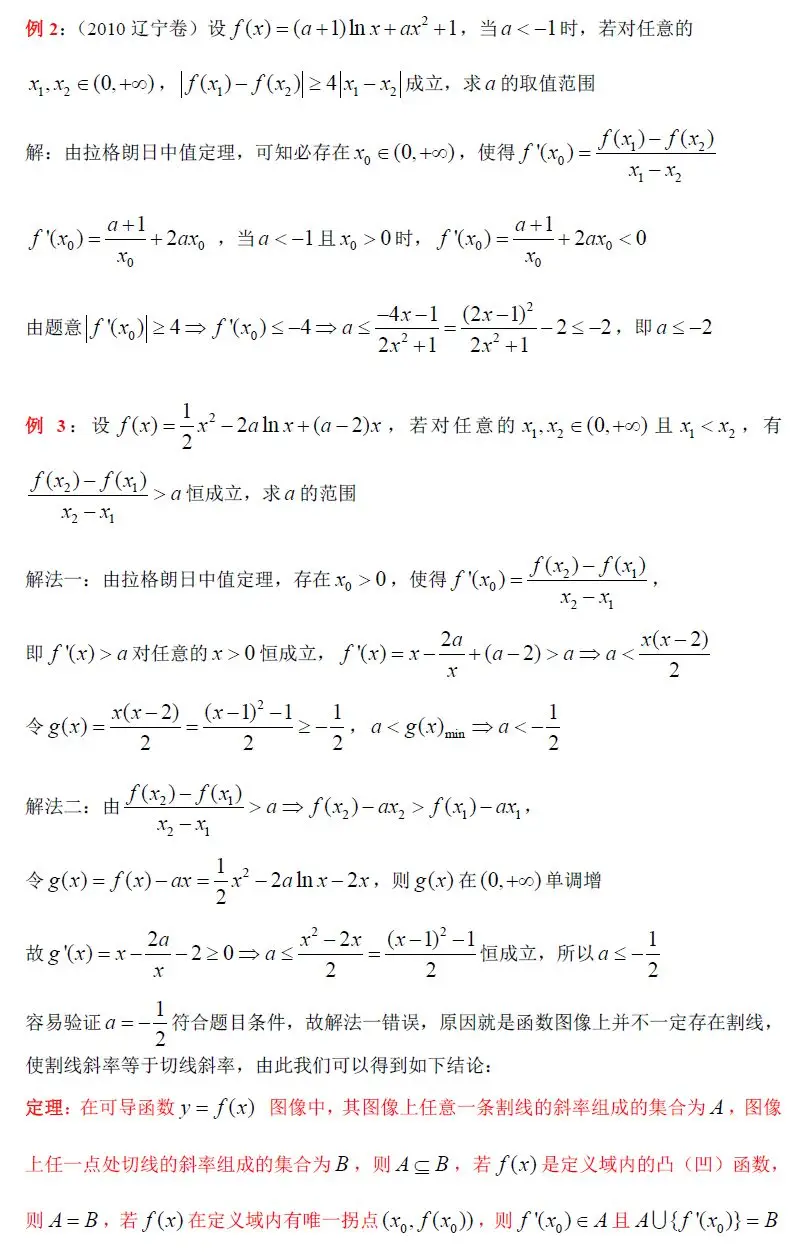 例 2:（2010 辽宁卷）设 $f(x)=(a+1)\ln x+ax^2+1$，当 $a<-1$ 时，若对任意的
$x_1,x_2\in(0,+\infty)$，$|f(x_1)-f(x_2)|\geq 4|x_1-x_2|$ 成立，求 $a$ 的取值范围
解：由拉格朗日中值定理，可知必存在 $x_0\in(0,+\infty)$，使得 $f'(x_0)=\frac{f(x_1)-f(x_2)}{x_1-x_2}$
$f'(x_0)=\frac{a+1}{x_0}+2ax_0$ ，当 $a<-1$ 且 $x_0>0$ 时，$f'(x_0)=\frac{a+1}{x_0}+2ax_0<0$
由题意 $|f'(x_0)|\geq 4\Rightarrow f'(x_0)\leq -4\Rightarrow a\leq\frac{-4x-1}{2x^2+1}=\frac{(2x-1)^2}{2x^2+1}-2\leq -2$，即 $a\leq -2$
例 3：设 $f(x)=\frac{1}{2}x^2-2a\ln x+(a-2)x$，若对任意的 $x_1,x_2\in(0,+\infty)$ 且 $x_1<x_2$，有
$\frac{f(x_2)-f(x_1)}{x_2-x_1}>a$ 恒成立，求 $a$ 的范围
解法一：由拉格朗日中值定理，存在 $x_0>0$，使得 $f'(x_0)=\frac{f(x_2)-f(x_1)}{x_2-x_1}$，
即 $f'(x)>a$ 对任意的 $x>0$ 恒成立，$f'(x)=x-\frac{2a}{x}+(a-2)>a\Rightarrow a<\frac{x(x-2)}{2}$
令 $g(x)=\frac{x(x-2)}{2}=\frac{(x-1)^2-1}{2}\geq-\frac{1}{2}$，$a<g(x)_{\min}\Rightarrow a<-\frac{1}{2}$
解法二：由 $\frac{f(x_2)-f(x_1)}{x_2-x_1}>a\Rightarrow f(x_2)-ax_2>f(x_1)-ax_1$，
令 $g(x)=f(x)-ax=\frac{1}{2}x^2-2a\ln x-2x$，则 $g(x)$ 在 $(0,+\infty)$ 单调增
故 $g'(x)=x-\frac{2a}{x}-2\geq 0\Rightarrow a\leq\frac{x^2-2x}{2}=\frac{(x-1)^2-1}{2}$ 恒成立，所以 $a\leq-\frac{1}{2}$
容易验证 $a=-\frac{1}{2}$ 符合题目条件，故解法一错误，原因就是函数图像上并不一定存在割线，
使割线斜率等于切线斜率，由此我们可以得到如下结论：
定理：在可导函数 $y=f(x)$ 图像中，其图像上任意一条割线的斜率组成的集合为 $A$，图像
上任一点处切线的斜率组成的集合为 $B$，则 $A\subseteq B$，若 $f(x)$ 是定义域内的凸（凹）函数，
则 $A=B$，若 $f(x)$ 在定义域内有唯一拐点 $(x_0,f(x_0))$，则 $f'(x_0)\in A$ 且 $A\cup\{f'(x_0)\}=B$